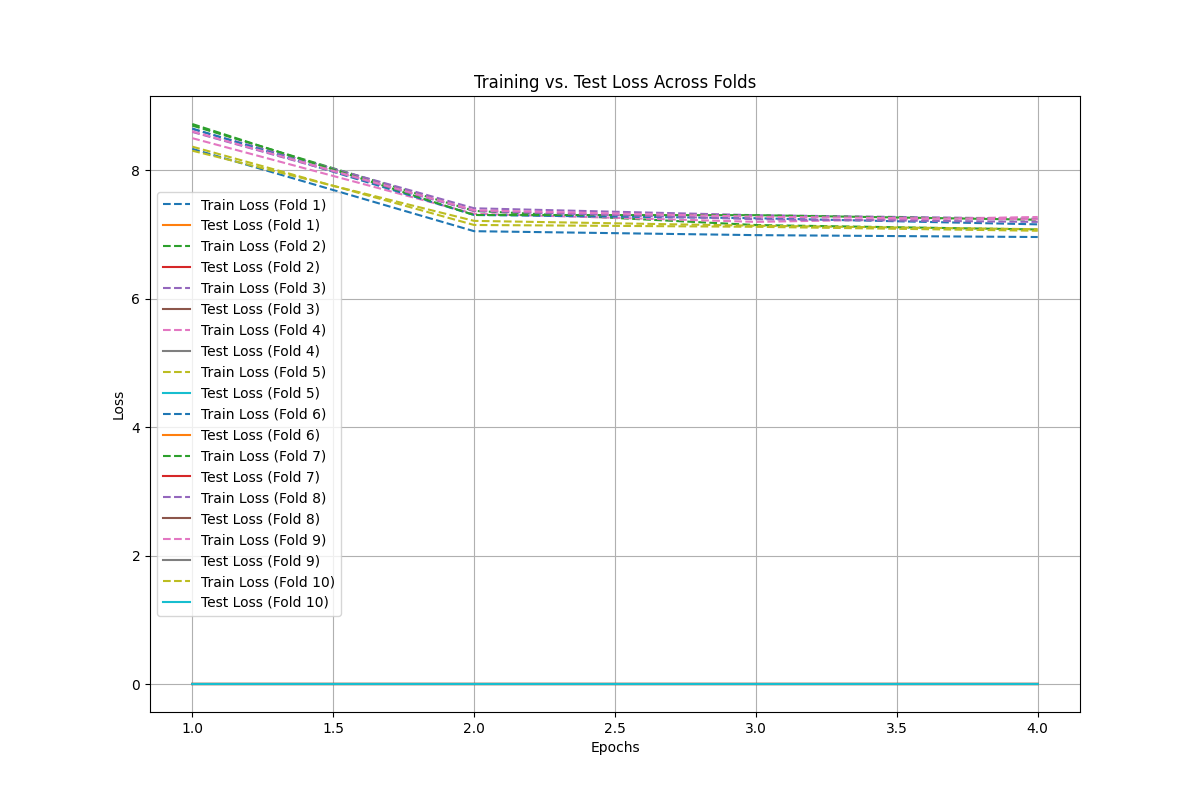 Training vs. Test Loss Across Folds
8
6
4
2
0
Loss
Train Loss (Fold 1)
Test Loss (Fold 1)
Train Loss (Fold 2)
Test Loss (Fold 2)
Train Loss (Fold 3)
Test Loss (Fold 3)
Train Loss (Fold 4)
Test Loss (Fold 4)
Train Loss (Fold 5)
Test Loss (Fold 5)
Train Loss (Fold 6)
Test Loss (Fold 6)
Train Loss (Fold 7)
Test Loss (Fold 7)
Train Loss (Fold 8)
Test Loss (Fold 8)
Train Loss (Fold 9)
Test Loss (Fold 9)
Train Loss (Fold 10)
Test Loss (Fold 10)
1.0 1.5 2.0 2.5 3.0 3.5 4.0
Epochs